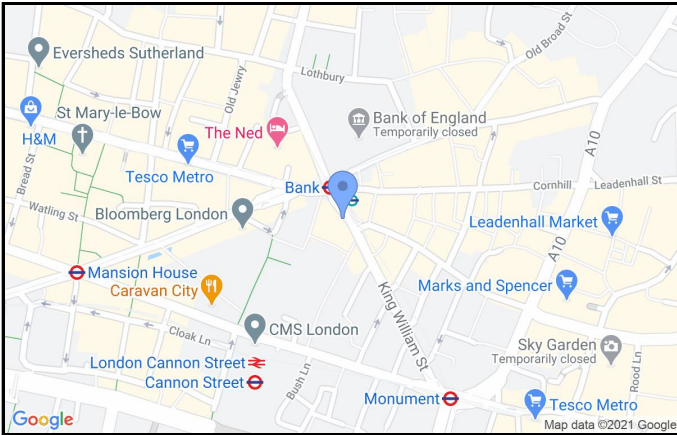 Eversheds Sutherland
Old Broad St
Lothbury
Old Jewry
St Mary-le-Bow
Bank of England
Temporarily closed
The Ned
H&M
A10
Bread St
Tesco Metro
Bank
Cornhill
Leadenhall St
Watling St
Bloomberg London
Leadenhall Market
A10
Mansion House
Caravan City
Marks and Spencer
King William St
Cloak Ln
CMS London
Sky Garden
Temporarily closed
Rood Ln
London Cannon Street
Cannon Street
Bush Ln
Monument
Tesco Metro
Google
Map data ©2021 Google